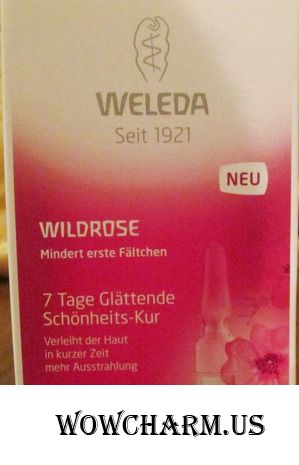 WELEDA
Seit 1921
NEU
WILDROSE
Mindert erste Fältchen
7 Tage Glättende
Schönheits-Kur
Verleiht der Haut
in kurzer Zeit
mehr Ausstrahlung
WOWCHARM.US